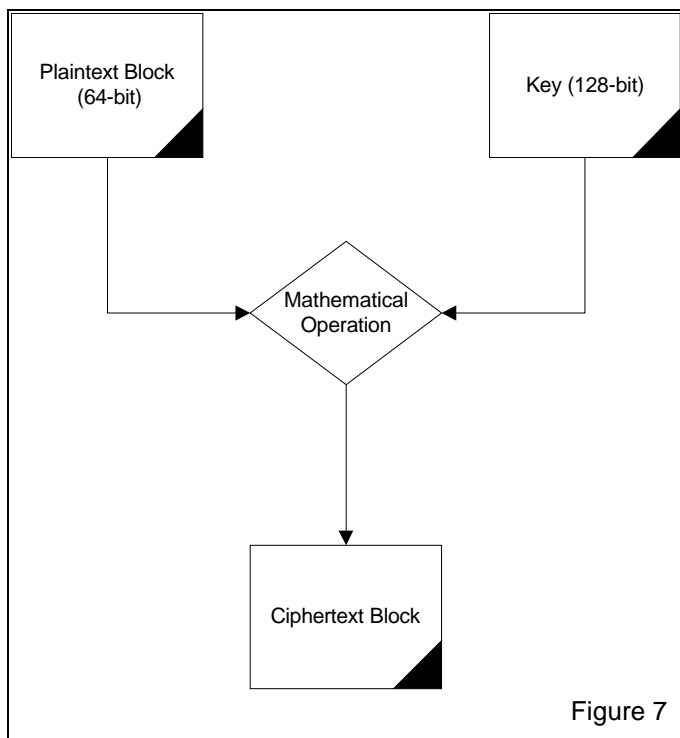 Plaintext Block
(64-bit)
Key (128-bit)
Mathematical
Operation
Ciphertext Block
Figure 7